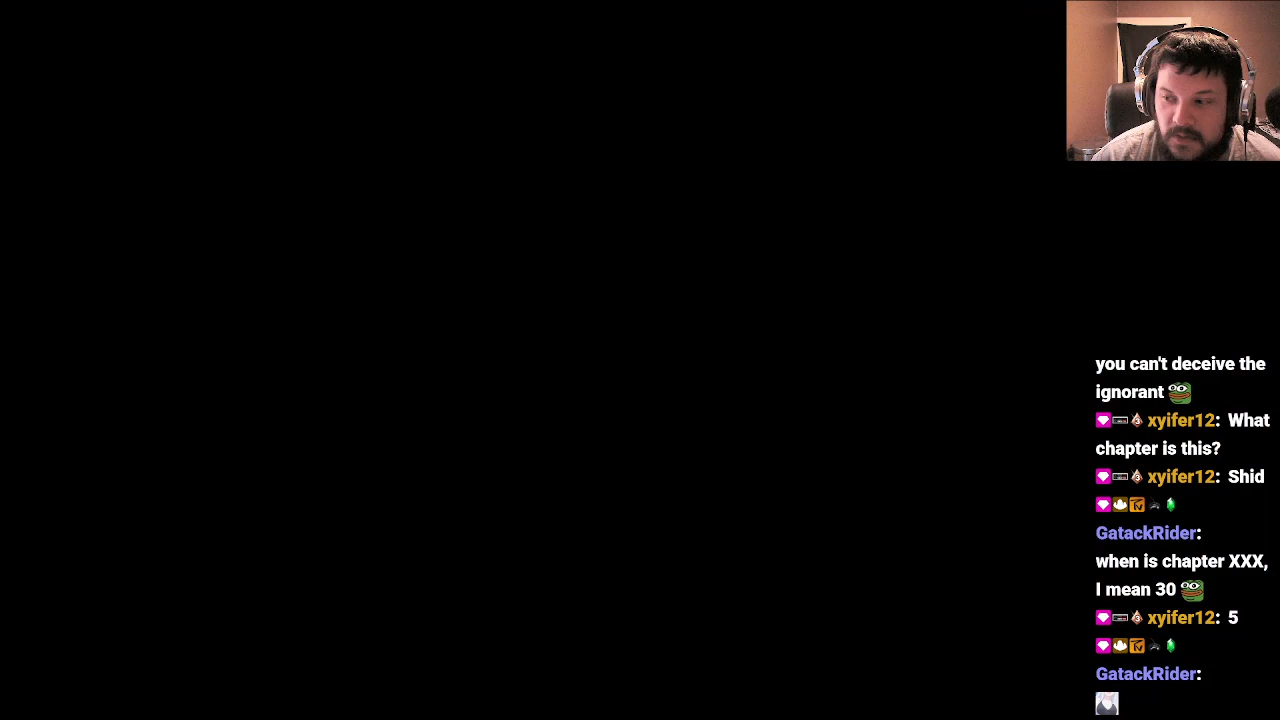 you can't deceive the
ignorant
xyifer12: What
chapter is this?
xyifer12: Shid
GatackRider:
when is chapter XXX,
I mean 30
xyifer12: 5
GatackRider: